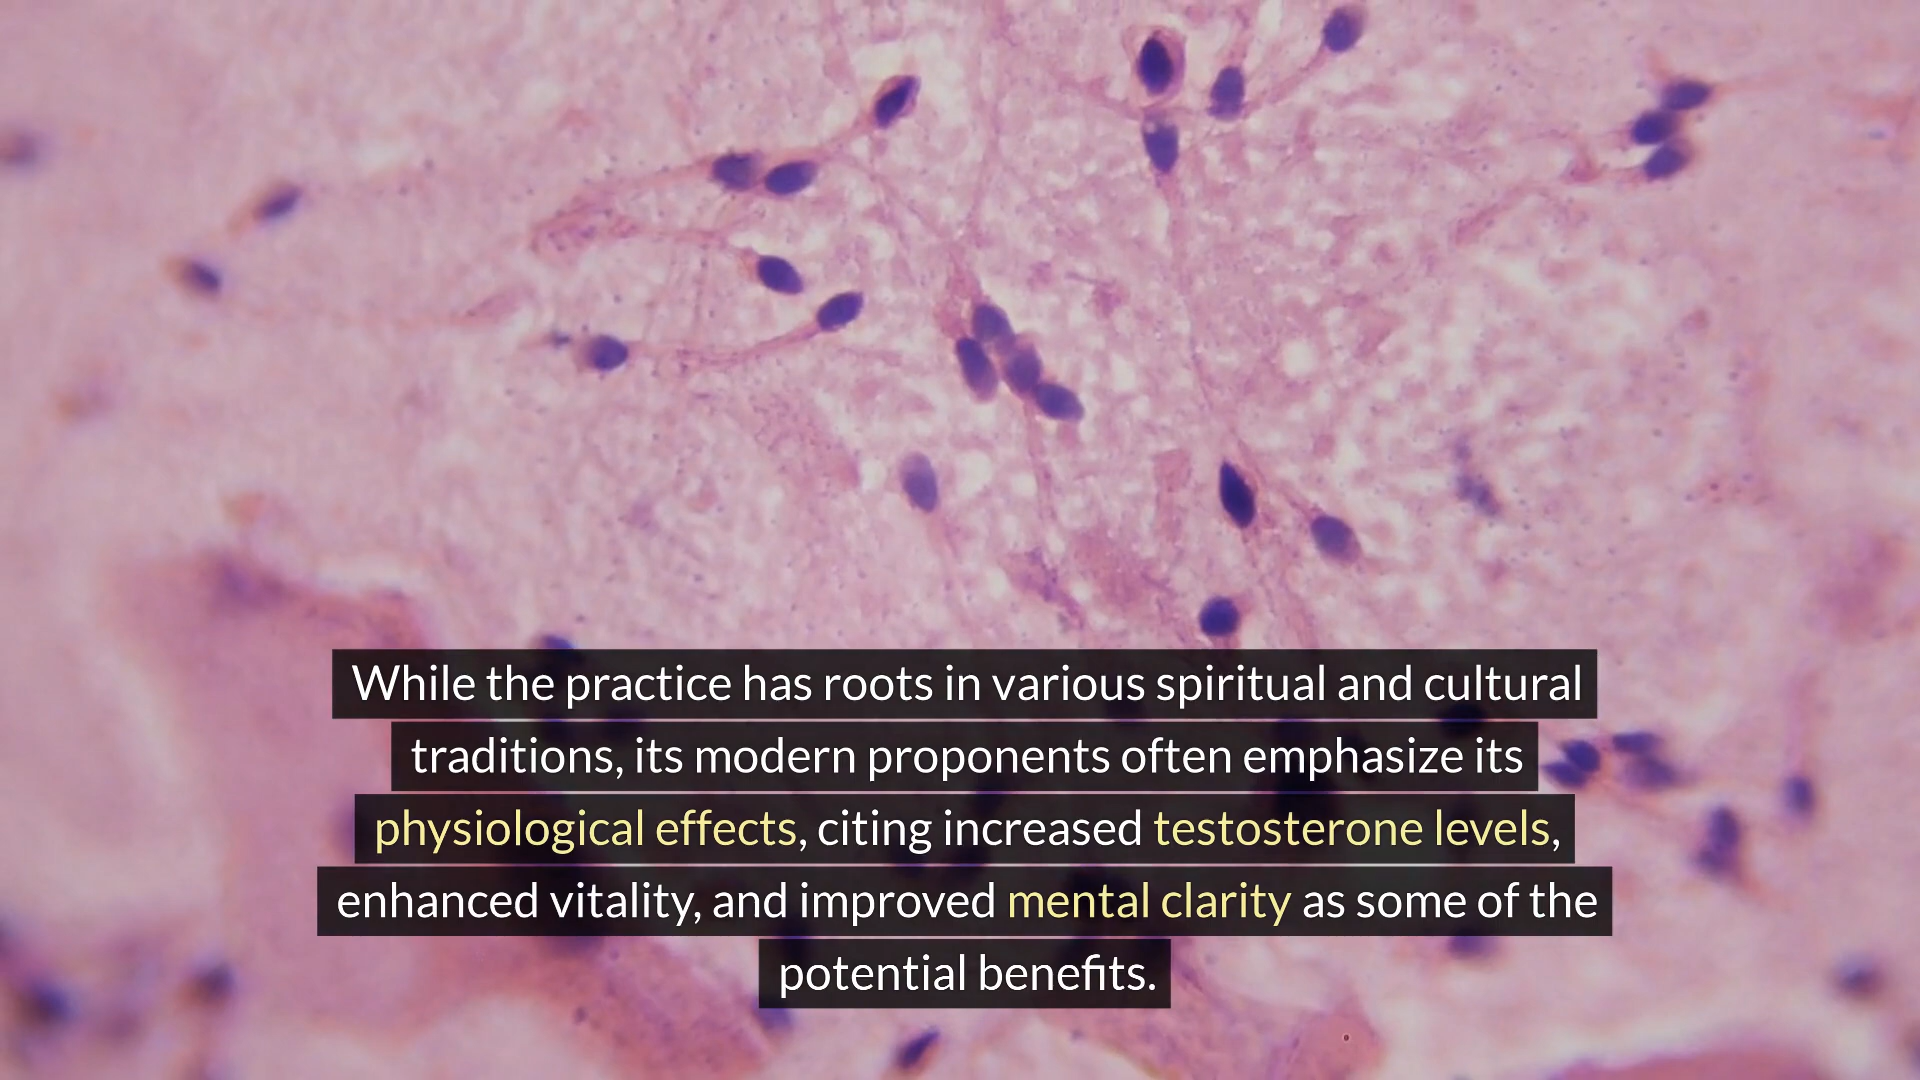 While the practice has roots in various spiritual and cultural
traditions, its modern proponents often emphasize its
physiological effects, citing increased testosterone levels,
enhanced vitality, and improved mental clarity as some of the
potential benefits.